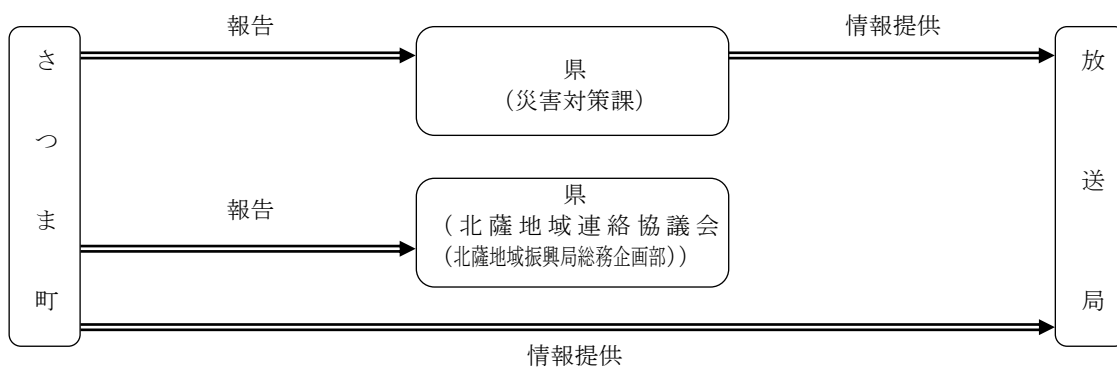 さつま町
報告
県
（災害対策課）
情報提供
放送局
報告
県
（北薩地域連絡協議会
（北薩地域振興局総務企画部））
情報提供